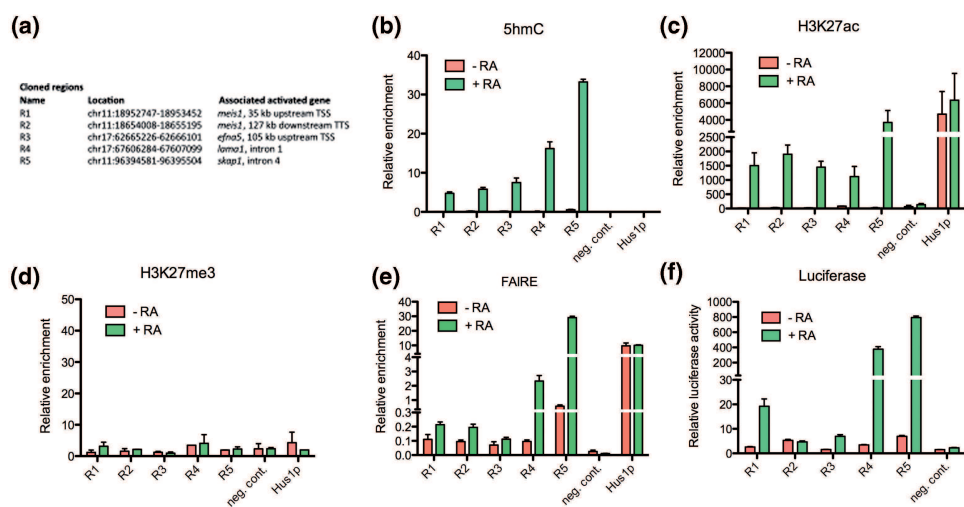 (a)
Cloned regions
Name Location Associated activated gene
R1 chr11:18952747-18953452 meis1, 35 kb upstream TSS
R2 chr11:18654008-18655195 meis1, 127 kb downstream TTS
R3 chr17:62665226-62666101 efna5, 105 kb usptream TSS
R4 chr17:67606284-67607099 lama1, intron 1
R5 chr11:96394581-96395504 skap1, intron 4
(b)
5hmC
Relative enrichment
40
30
20
10
0
- RA
+ RA
R1 R2 R3 R4 R5 neg. cont. Hus1p
(c)
H3K27ac
Relative enrichment
12000
10000
8000
6000
4000
2500
2000
1500
1000
500
0
- RA
+ RA
R1 R2 R3 R4 R5 neg. cont. Hus1p
(d)
H3K27me3
Relative enrichment
50
40
30
20
10
0
- RA
+ RA
R1 R2 R3 R4 R5 neg. cont. Hus1p
(e)
FAIRE
Relative enrichment
40
30
20
10
4
3
2
1
0.3
0.2
0.1
0.0
- RA
+ RA
R1 R2 R3 R4 R5 neg. cont. Hus1p
(f)
Luciferase
Relative luciferase activity
800
600
400
200
30
20
10
0
- RA
+ RA
R1 R2 R3 R4 R5 neg. cont.